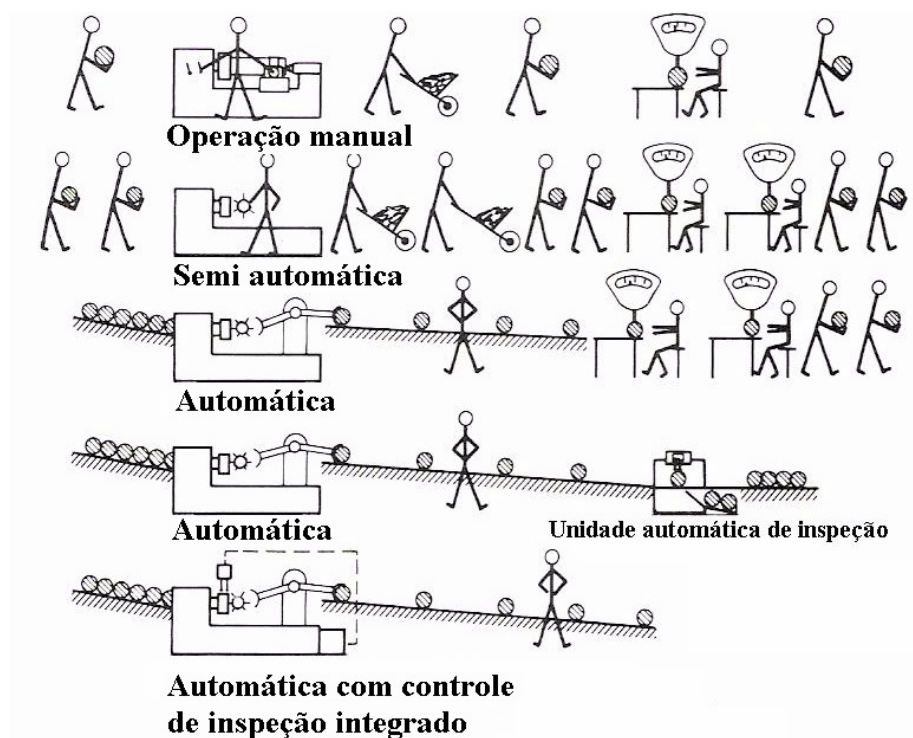 Operação manual
Semi automática
Automática
Automática
Unidade automática de inspeção
Automática com controle
de inspeção integrado